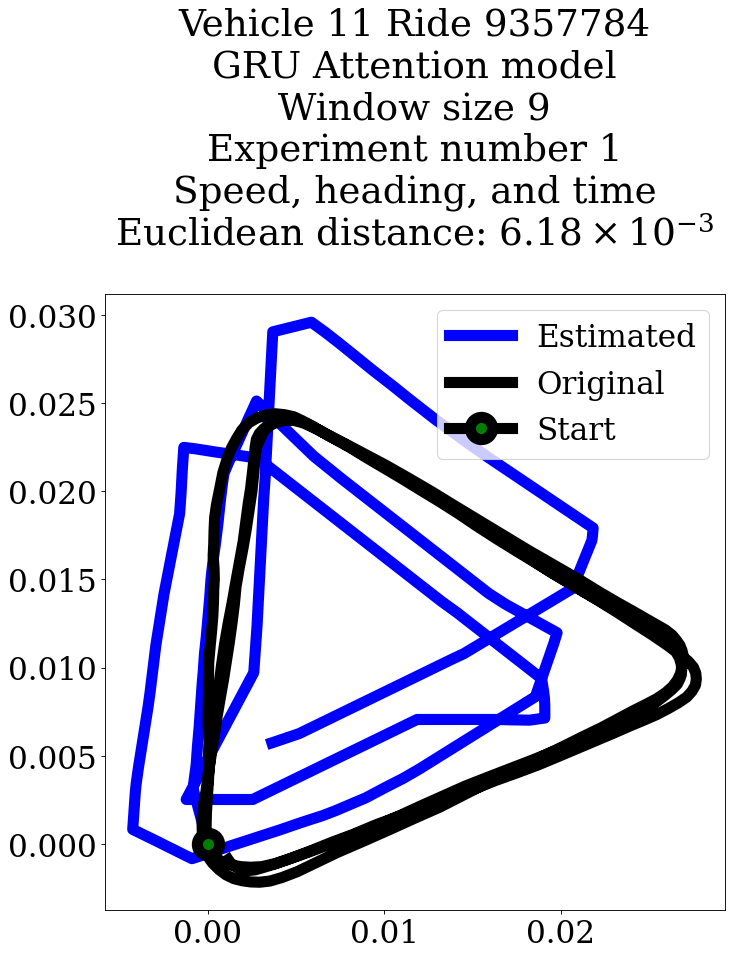 Vehicle 11 Ride 9357784
GRU Attention model
Window size 9
Experiment number 1
Speed, heading, and time
Euclidean distance: 6.18 × 10⁻³
0.030
0.025
0.020
0.015
0.010
0.005
0.000
Estimated
Original
Start
0.00 0.01 0.02